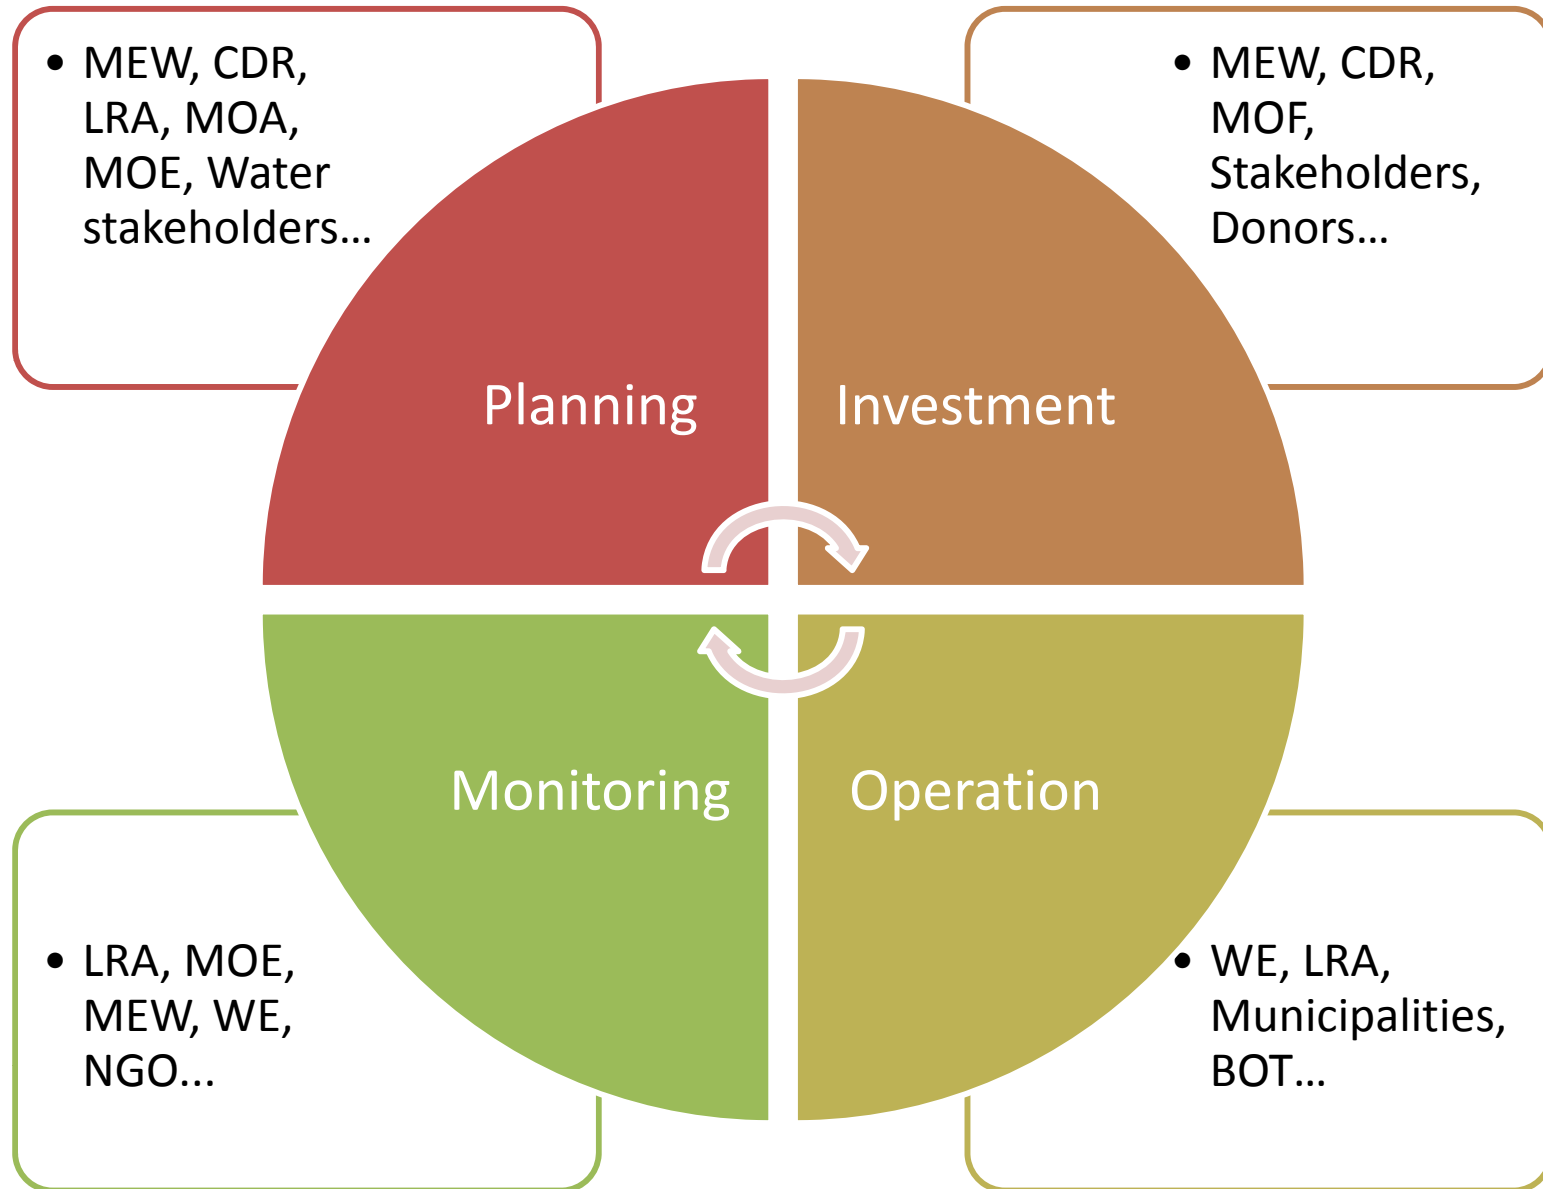 • MEW, CDR,
LRA, MOA,
MOE, Water
stakeholders…
• MEW, CDR,
MOF,
Stakeholders,
Donors…
Planning
Investment
Monitoring
Operation
• LRA, MOE,
MEW, WE,
NGO...
• WE, LRA,
Municipalities,
BOT…